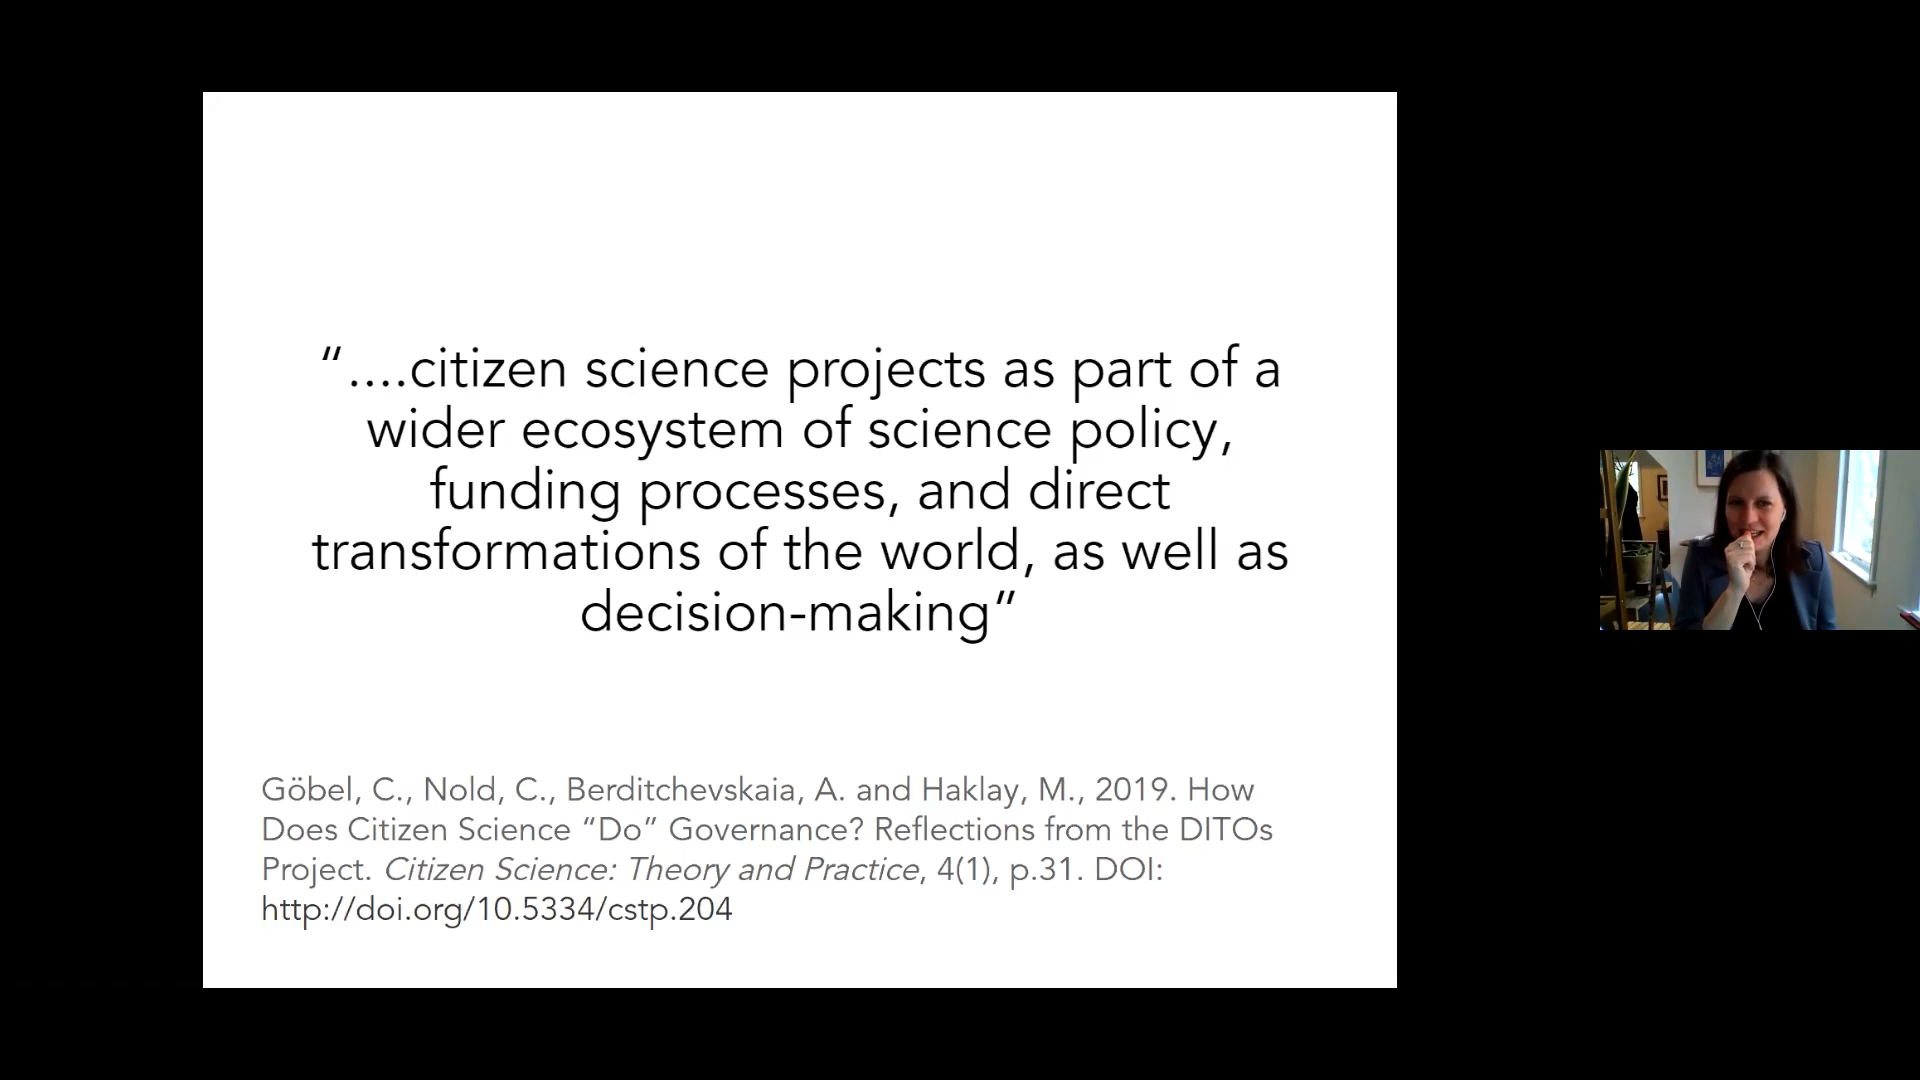 “....citizen science projects as part of a
wider ecosystem of science policy,
funding processes, and direct
transformations of the world, as well as
decision-making”
Göbel, C., Nold, C., Berditchevskaia, A. and Haklay, M., 2019. How
Does Citizen Science “Do” Governance? Reflections from the DITOs
Project. Citizen Science: Theory and Practice, 4(1), p.31. DOI:
http://doi.org/10.5334/cstp.204